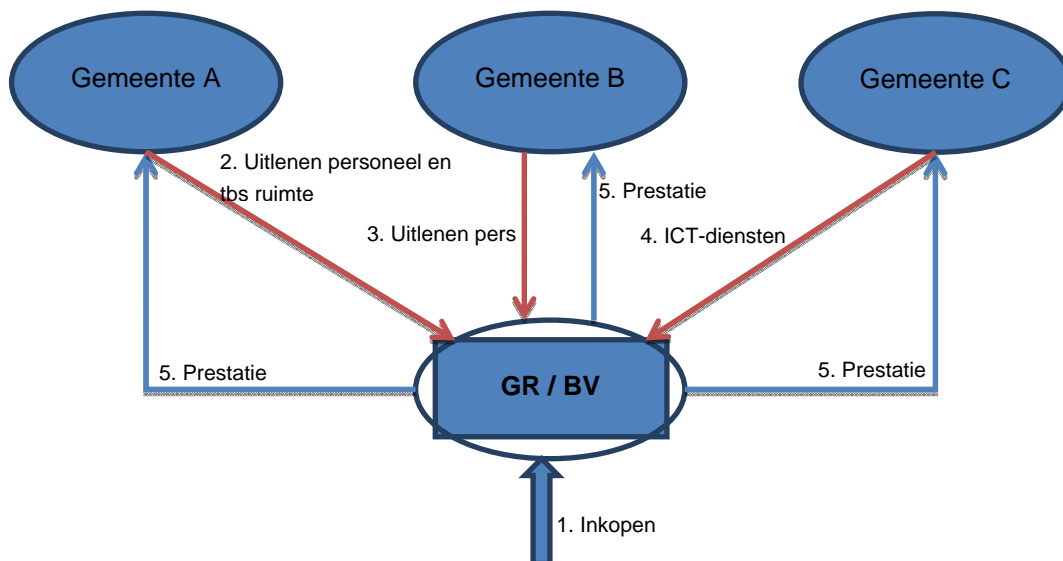 Gemeente A
Gemeente B
Gemeente C
2. Uitlenen personeel en
tbs ruimte
5. Prestatie
3. Uitlenen pers
4. ICT-diensten
5. Prestatie
5. Prestatie
GR / BV
1. Inkopen